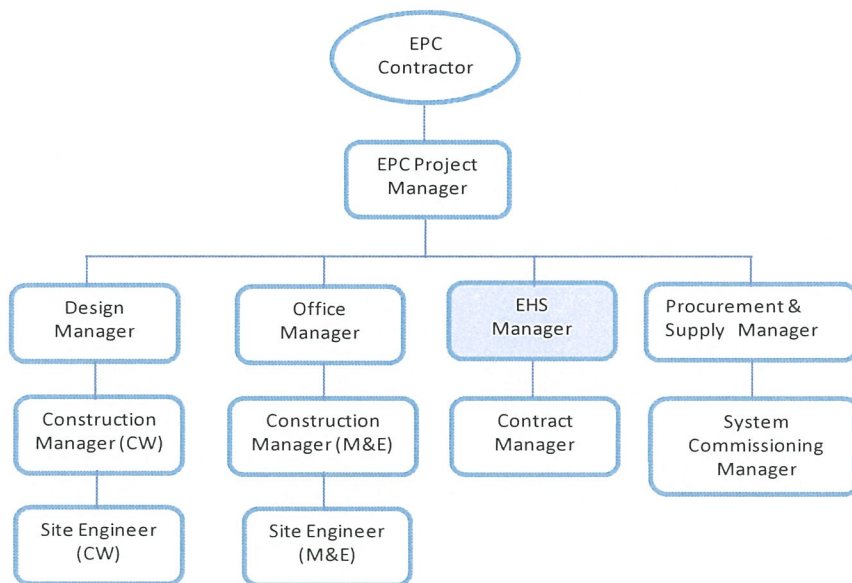 EPC
Contractor
EPC Project
Manager
Design
Manager
Office
Manager
EHS
Manager
Procurement &
Supply Manager
Construction
Manager (CW)
Construction
Manager (M&E)
Contract
Manager
System
Commissioning
Manager
Site Engineer
(CW)
Site Engineer
(M&E)